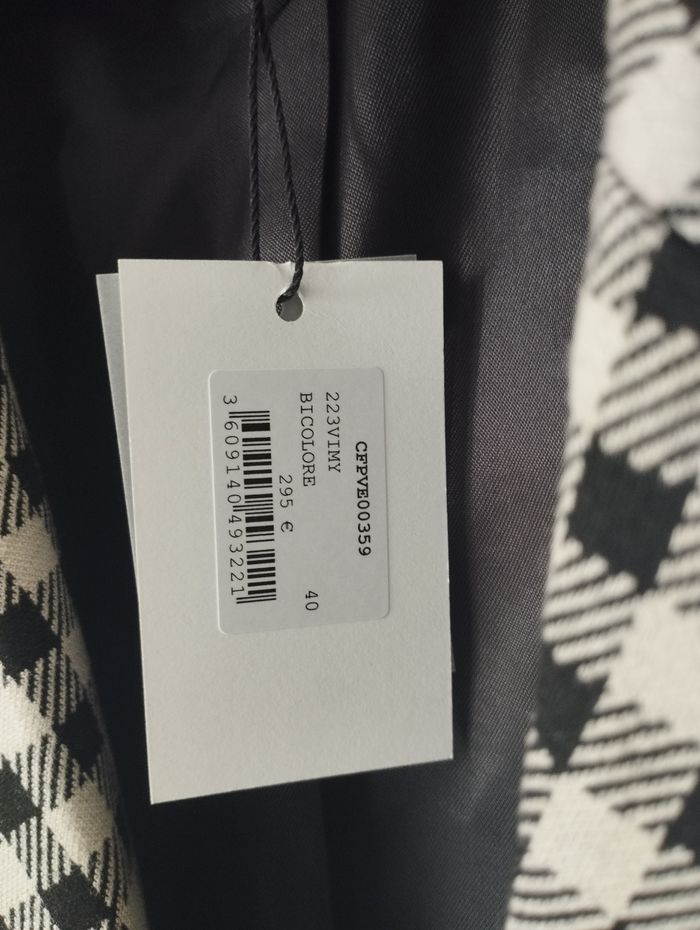 CFPVE00359
223VIMY
BICOLORE 40
295 €
3 609140 493221